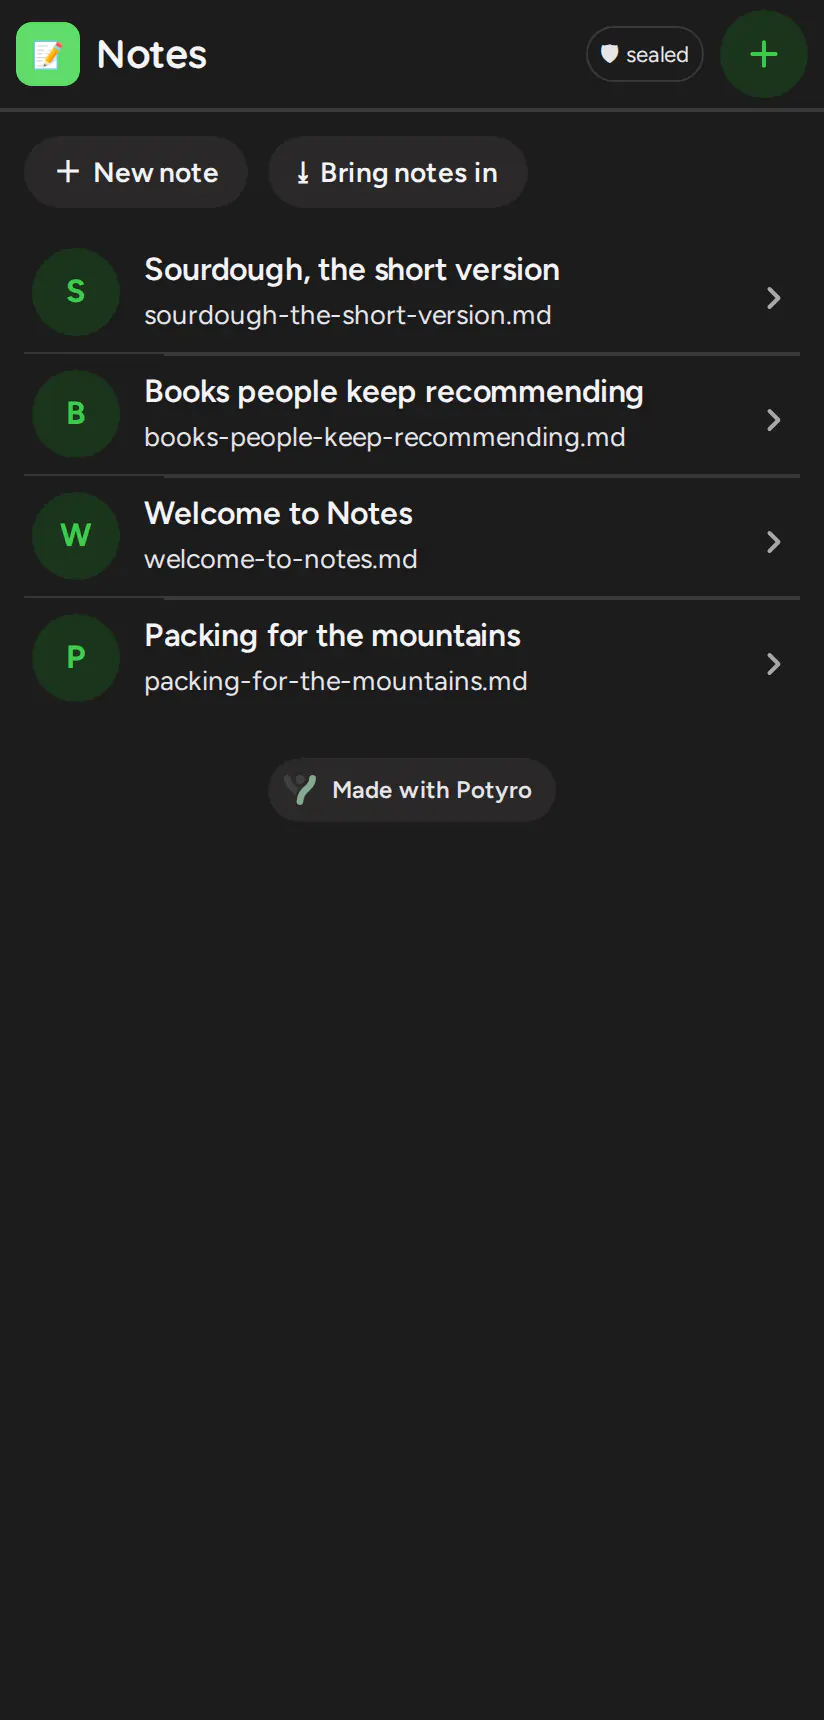 Notes
sealed
+ New note
Bring notes in
S
Sourdough, the short version
sourdough-the-short-version.md
B
Books people keep recommending
books-people-keep-recommending.md
W
Welcome to Notes
welcome-to-notes.md
P
Packing for the mountains
packing-for-the-mountains.md
Made with Potyro